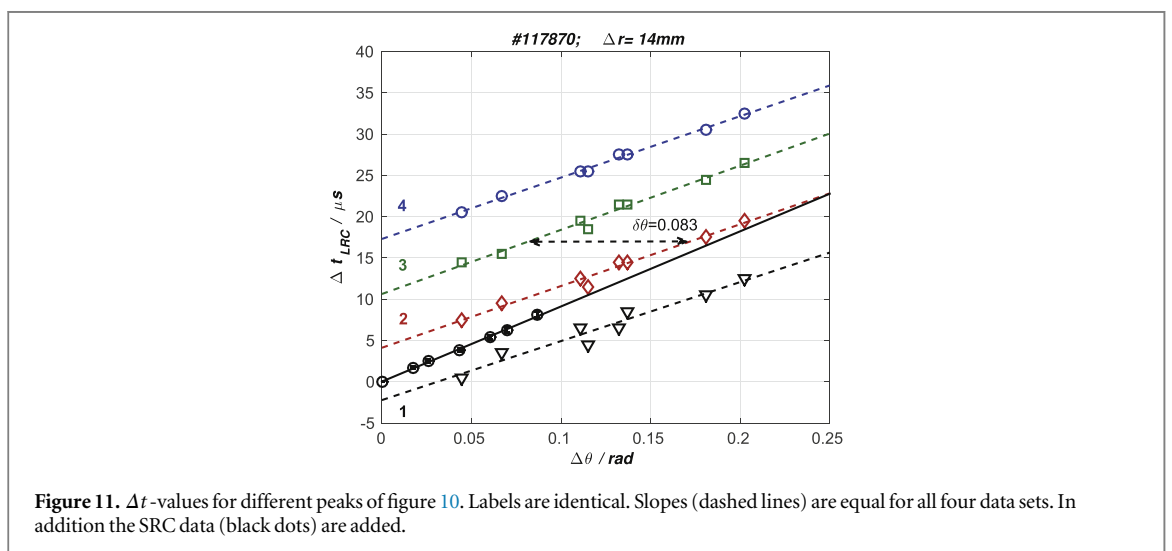 #117870; Δr= 14mm
40
35
30
25
20
15
10
5
0
-5
Δ t LRC / μs
4
3
2
1
δθ=0.083
0 0.05 0.1 0.15 0.2 0.25
Δθ / rad
Figure 11. Δt-values for different peaks of figure 10. Labels are identical. Slopes (dashed lines) are equal for all four data sets. In
addition the SRC data (black dots) are added.